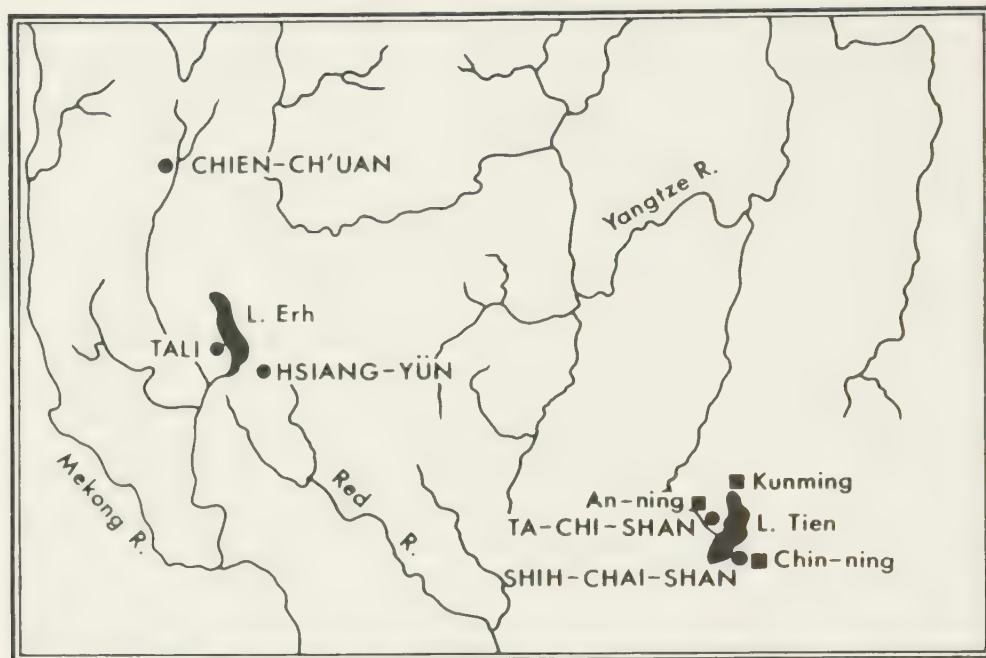 CHIEN-CH'UAN
Yangtze R.
L. Erh
TALI
HSIANG-YÜN
Mekong R.
Red
R.
Kunming
An-ning
TA-CHI-SHAN
L. Tien
Chin-ning
SHIH-CHAI-SHAN